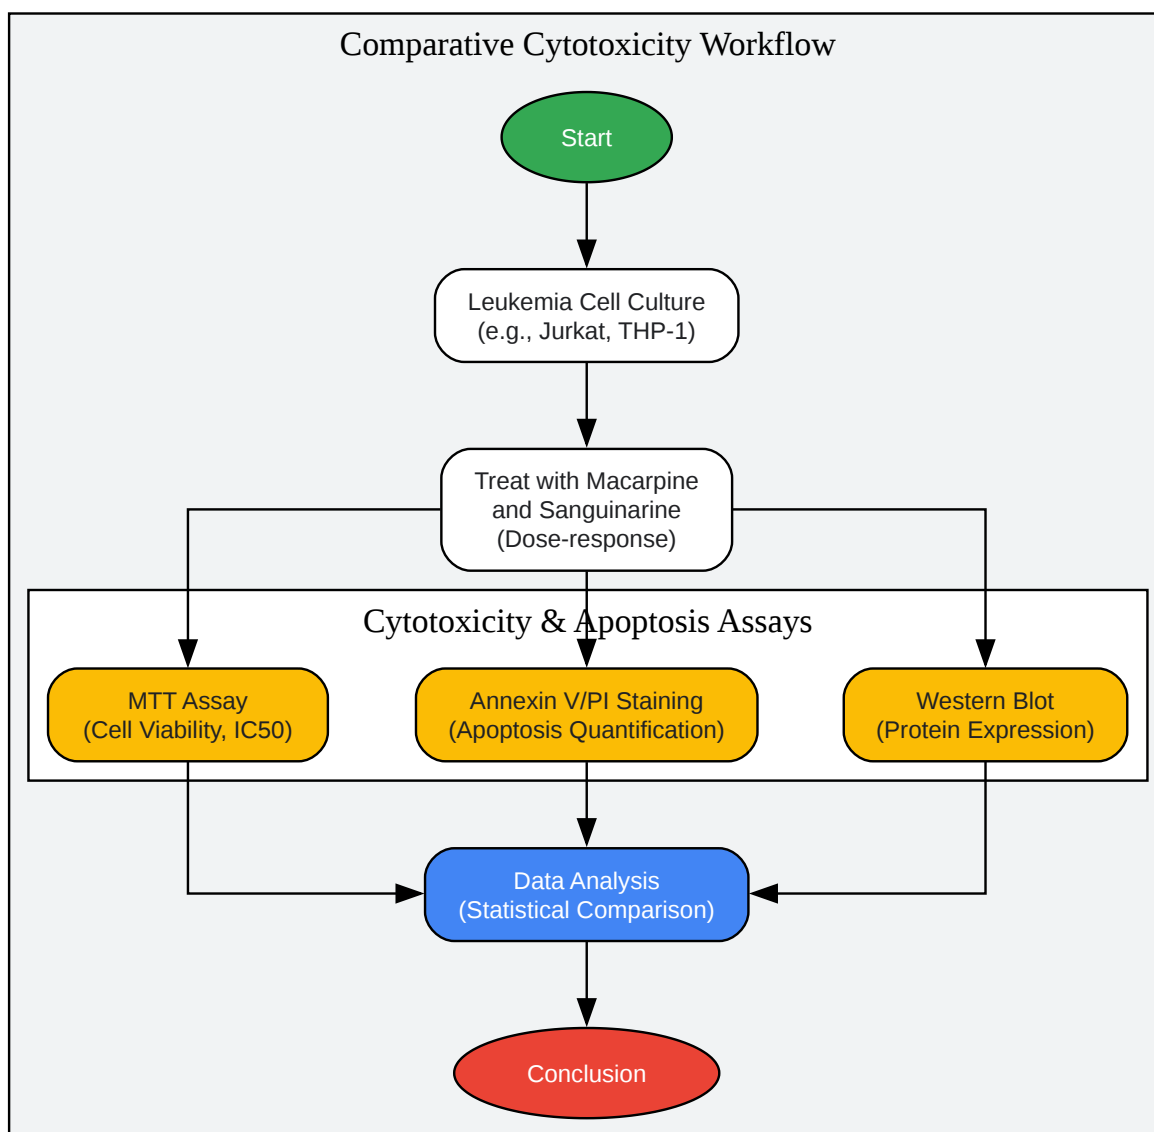 Comparative Cytotoxicity Workflow
Start
Leukemia Cell Culture
(e.g., Jurkat, THP-1)
Treat with Macarpine
and Sanguinarine
(Dose-response)
Cytotoxicity & Apoptosis Assays
MTT Assay
(Cell Viability, IC50)
Annexin V/PI Staining
(Apoptosis Quantification)
Western Blot
(Protein Expression)
Data Analysis
(Statistical Comparison)
Conclusion